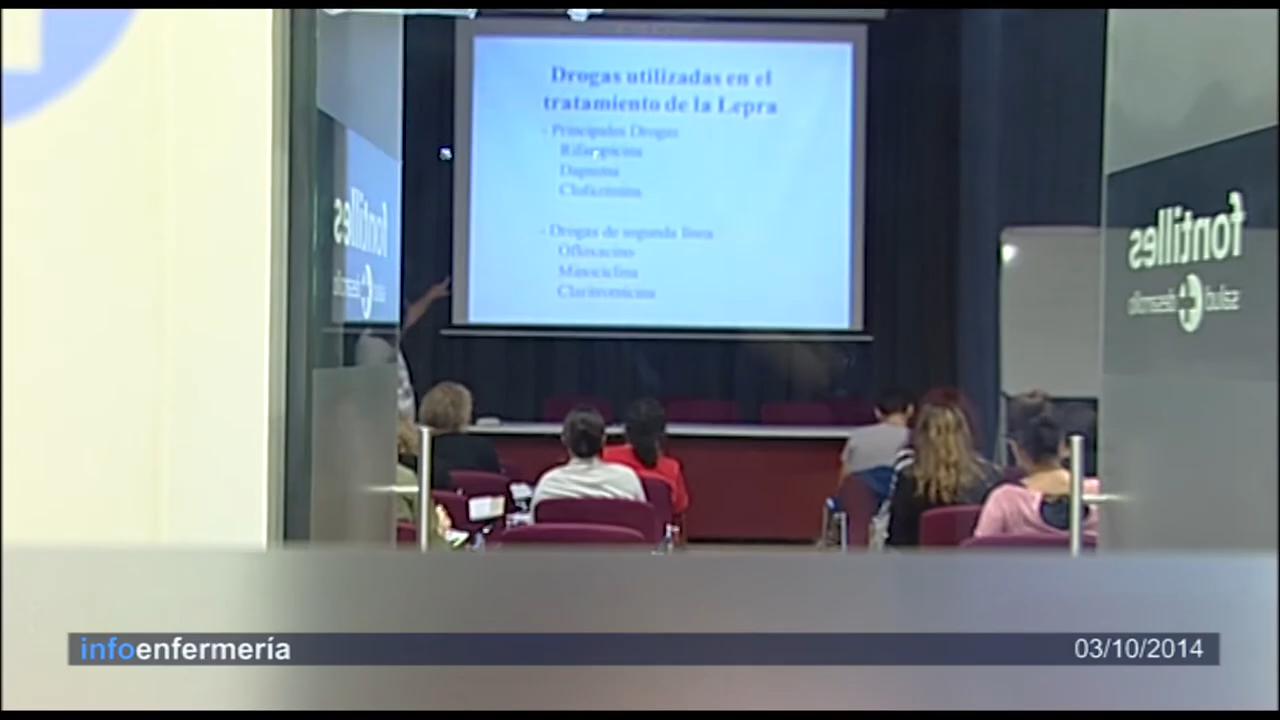 Drogas utilizadas en el
tratamiento de la Lepra
- Principales Drogas
Rifampicina
Dapsona
Clofazimina
- Drogas de segunda línea
Ofloxacino
Minociclina
Claritromicina
fontilles
salud desarrollo
fontilles
salud desarrollo
infoenfermería
03/10/2014